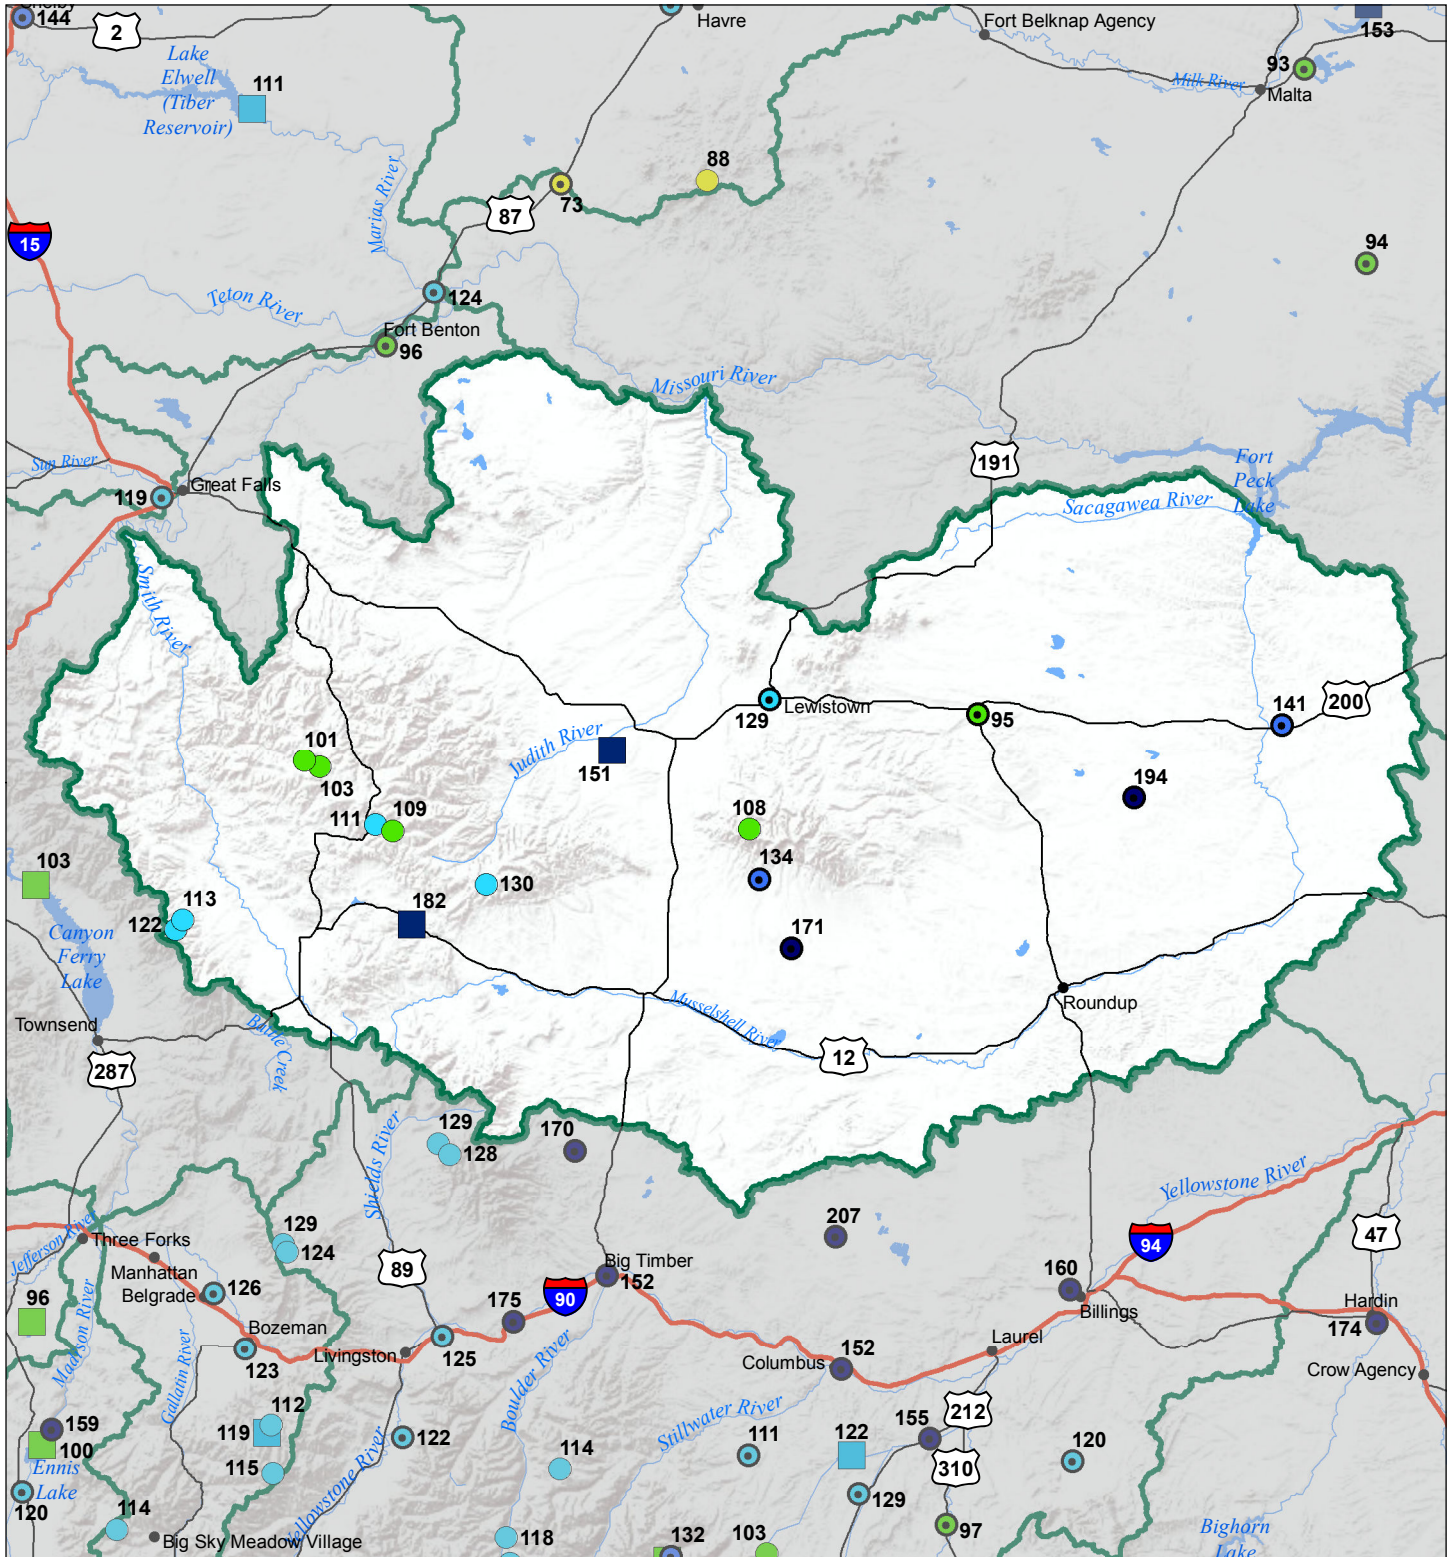 Shelby
144
2
Havre
Fort Belknap Agency
153
93
Milk River
Malta
Lake
Elwell
(Tiber
Reservoir)
111
Marias River
88
73
87
15
94
Teton River
124
Fort Benton
96
Missouri River
191
Fort
Peck
Lake
Sun River
Great Falls
119
Sacagawea River
Smith River
129
Lewistown
95
141
200
Judith River
151
101
103
194
111
109
108
134
103
130
113
122
182
171
Canyon
Ferry
Lake
Townsend
Battle Creek
Musselshell River
Roundup
12
287
129
128
170
Shields River
Yellowstone River
207
Jefferson River
Three Forks
129
124
94
47
Manhattan
Belgrade
126
89
Big Timber
152
160
Billings
90
96
Madison River
175
Hardin
174
Bozeman
123
Gallatin River
Livingston
125
Boulder River
Columbus
152
Laurel
Crow Agency
159
100
112
119
115
122
Stillwater River
114
111
122
155
212
310
120
Ennis
Lake
120
114
Big Sky Meadow Village
Yellowstone River
118
132
103
129
97
Bighorn
Lake